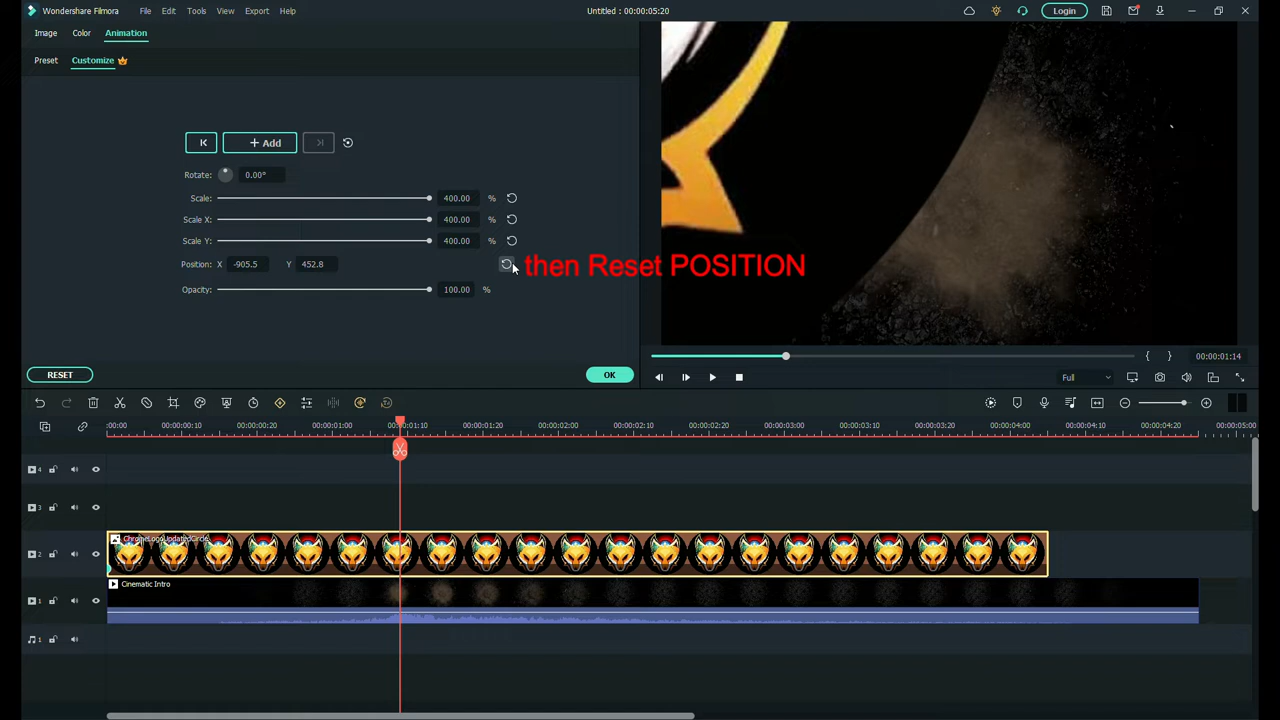 Wondershare Filmora File Edit Tools View Export Help Untitled : 00:00:05:20 Login
Image Color Animation
Preset Customize
+ Add
Rotate: 0.00°
Scale: 400.00 %
Scale X: 400.00 %
Scale Y: 400.00 %
Position: X -905.5 Y 452.8
then Reset POSITION
Opacity: 100.00 %
00:00:01:14
RESET OK Full
:00:00 00:00:00:10 00:00:00:20 00:00:01:00 00:00:01:10 00:00:01:20 00:00:02:00 00:00:02:10 00:00:02:20 00:00:03:00 00:00:03:10 00:00:03:20 00:00:04:00 00:00:04:10 00:00:04:20 00:00:05:00
4
3
ChromeLogoUpdatedCircle
2
Cinematic Intro
1
1